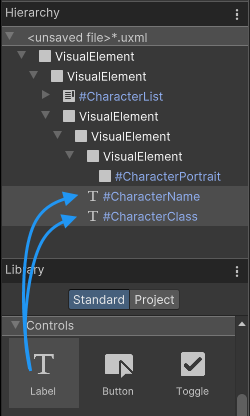 Hierarchy
<unsaved file>*.uxml
VisualElement
VisualElement
#CharacterList
VisualElement
VisualElement
VisualElement
#CharacterPortrait
#CharacterName
#CharacterClass
Library
Standard Project
Controls
Label Button Toggle